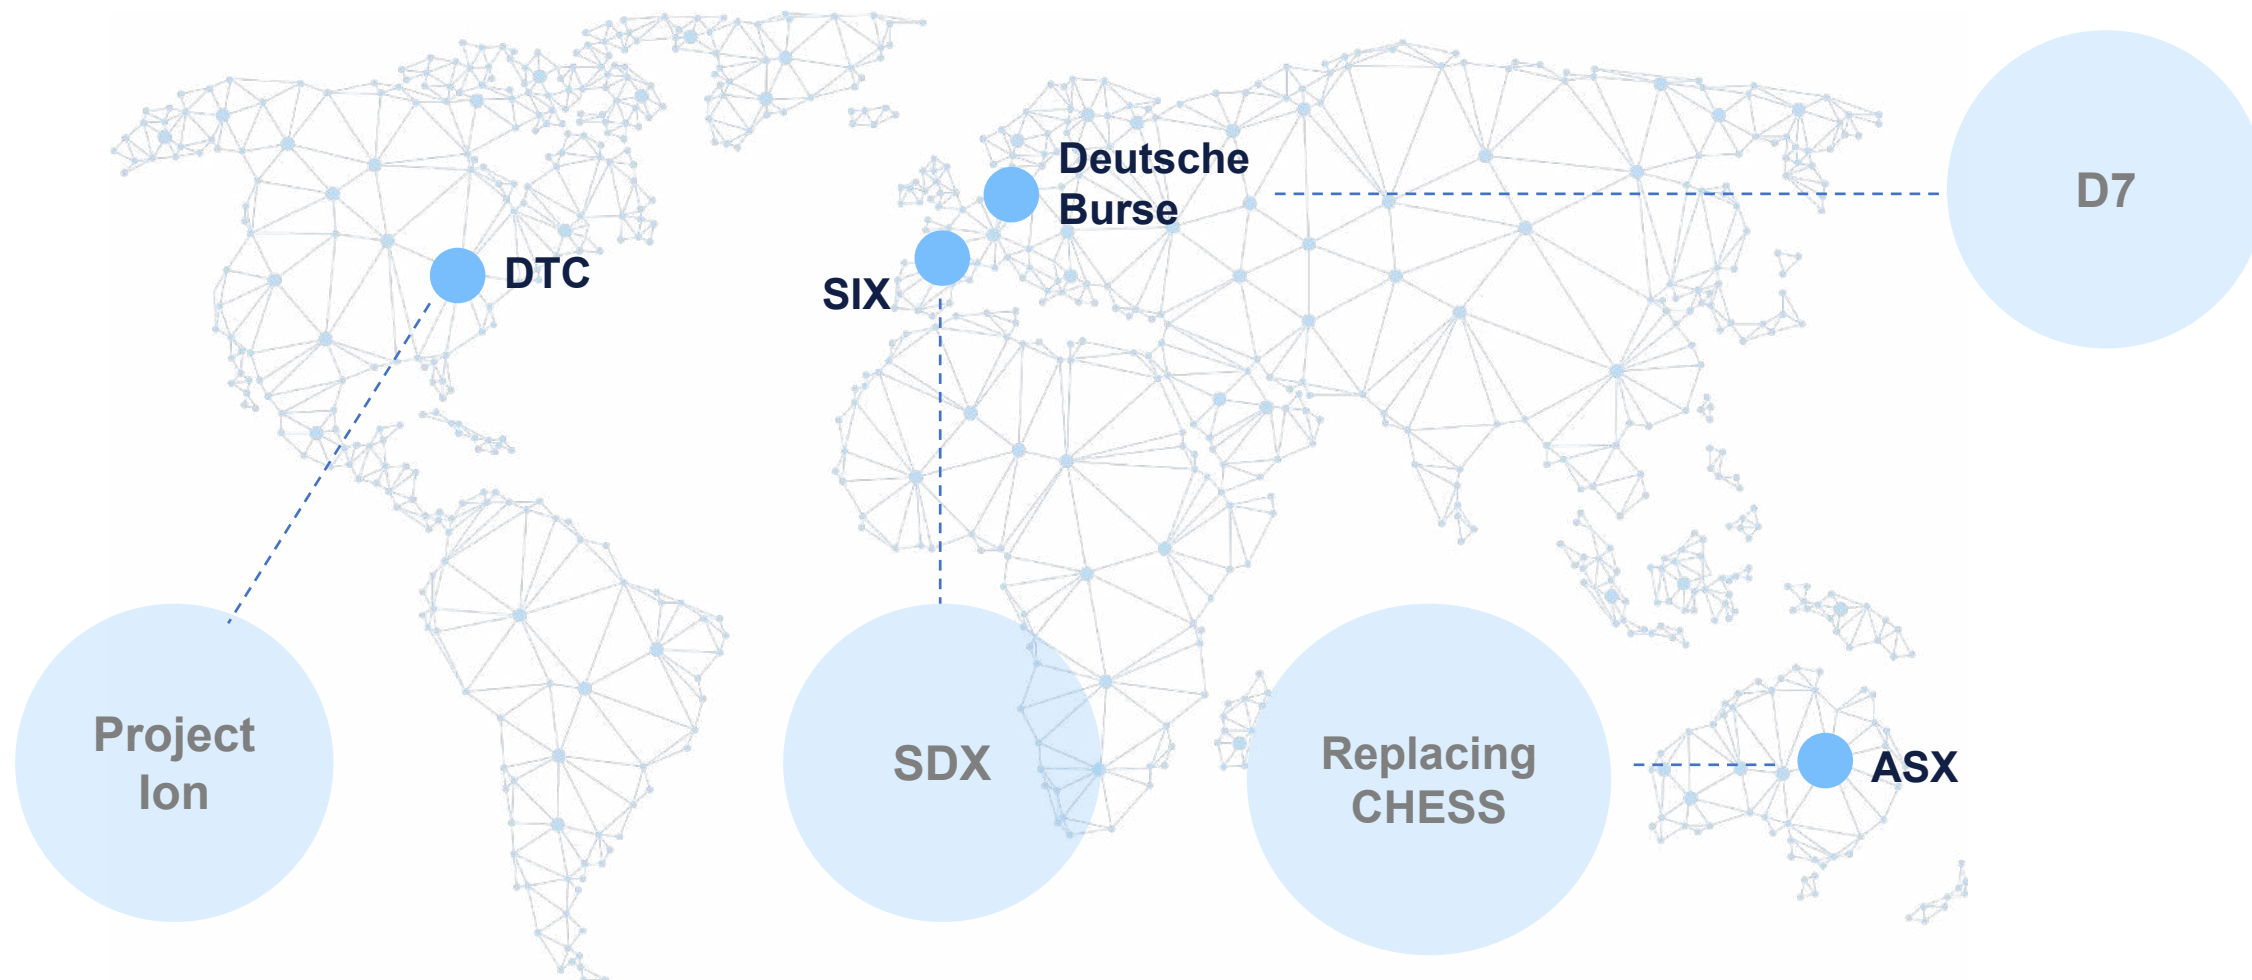 Deutsche
Burse
D7
DTC
SIX
Project
Ion
SDX
Replacing
CHESS
ASX